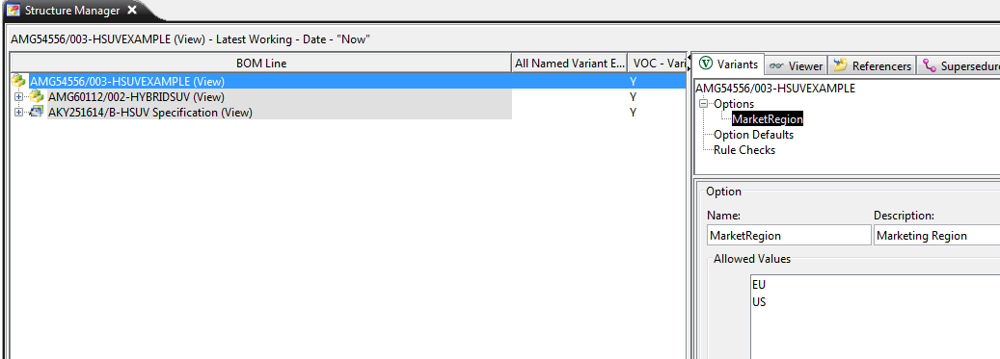 Structure Manager
AMG54556/003-HSUVEXAMPLE (View) - Latest Working - Date - "Now"
BOM Line
All Named Variant E...
VOC - Vari
AMG54556/003-HSUVEXAMPLE (View)
Y
AMG60112/002-HYBRIDSUV (View)
Y
AKY251614/B-HSUV Specification (View)
Y
Variants
Viewer
Referencers
Supersedur
AMG54556/003-HSUVEXAMPLE
Options
MarketRegion
Option Defaults
Rule Checks
Option
Name:
Description:
MarketRegion
Marketing Region
Allowed Values
EU
US